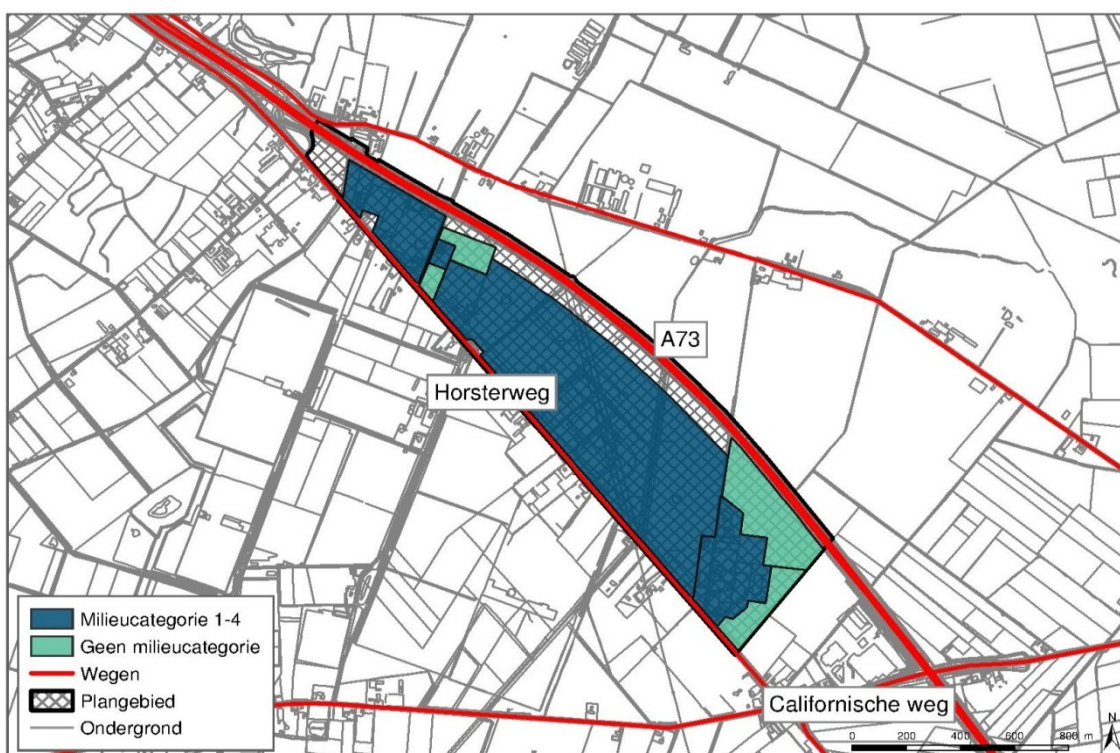 A73
Horsterweg
Milieucategorie 1-4
Geen milieucategorie
Wegen
Plangebied
Ondergrond
Californische weg
N
0 200 400 600 800 m